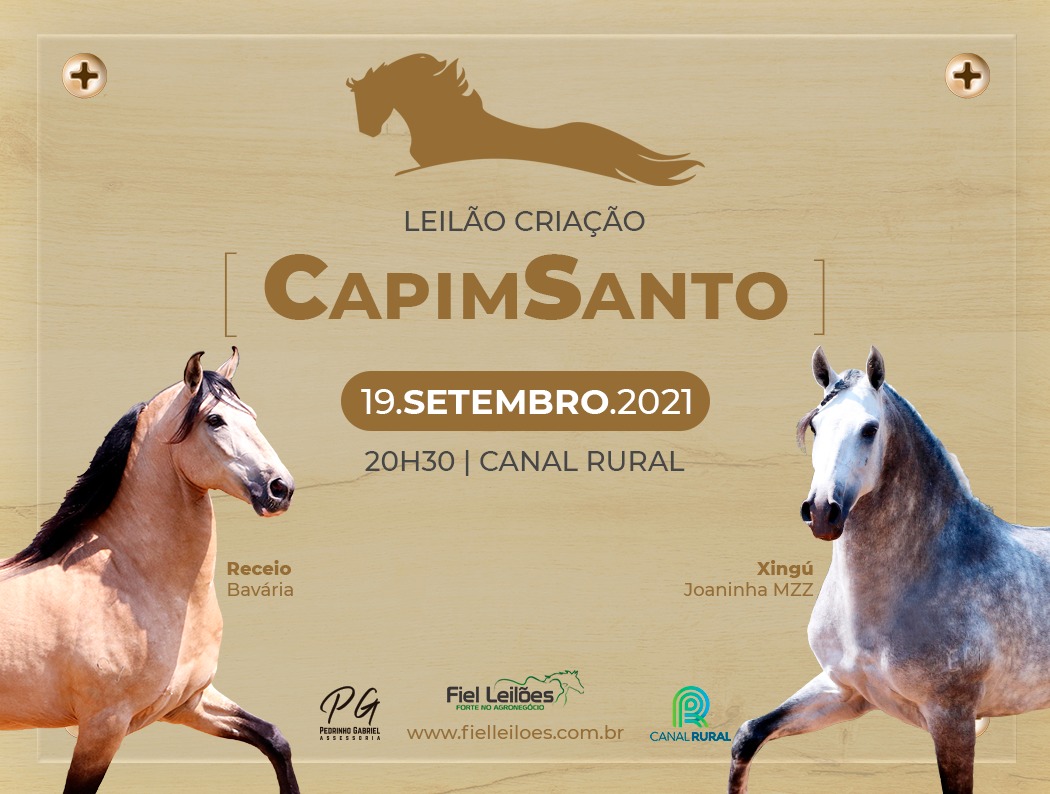 LEILÃO CRIAÇÃO
[ CAPIMSANTO ]
19.SETEMBRO.2021
20H30 | CANAL RURAL
Receio
Bavária
Xingú
Joaninha MZZ
PG
PEDRINHO GABRIEL
ASSESSORIA
Fiel Leilões
FORTE NO AGRONEGÓCIO
www.fielleiloes.com.br
CANAL RURAL